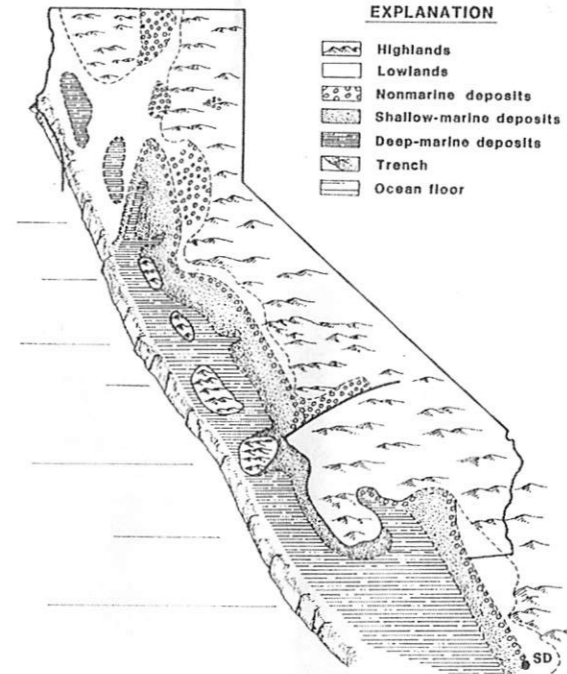 EXPLANATION
Highlands
Lowlands
Nonmarine deposits
Shallow-marine deposits
Deep-marine deposits
Trench
Ocean floor
SD